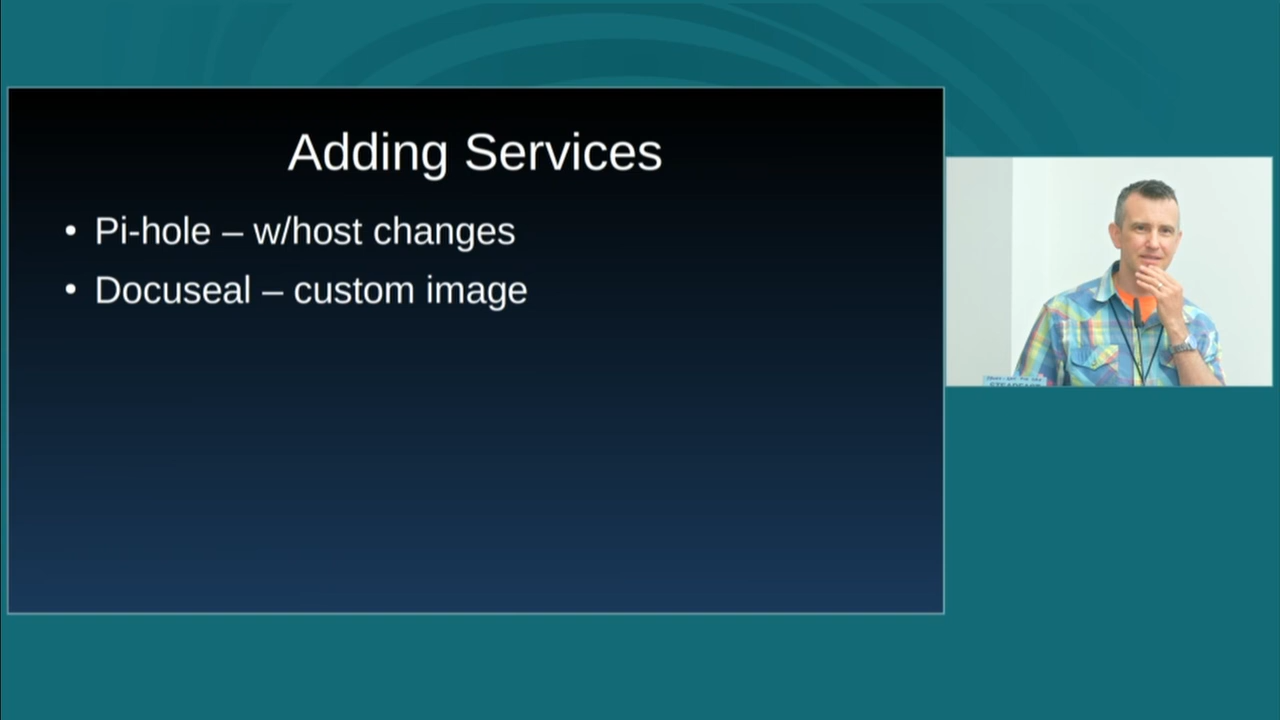 Adding Services
• Pi-hole – w/host changes
• Docuseal – custom image